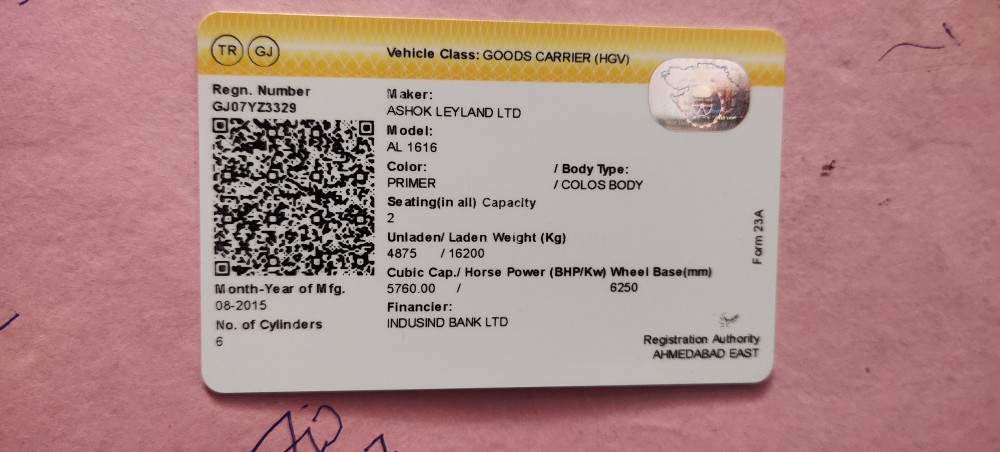 TR GJ
Vehicle Class: GOODS CARRIER (HGV)
Regn. Number
GJ07YZ3329
Maker:
ASHOK LEYLAND LTD
Model:
AL 1616
Color: / Body Type:
PRIMER / COLOS BODY
Seating(in all) Capacity
2
Unladen/ Laden Weight (Kg)
4875 / 16200
Cubic Cap./ Horse Power (BHP/Kw) Wheel Base(mm)
5760.00 / 6250
Month-Year of Mfg.
08-2015
Financier:
INDUSIND BANK LTD
No. of Cylinders
6
Form 23A
Registration Authority
AHMEDABAD EAST